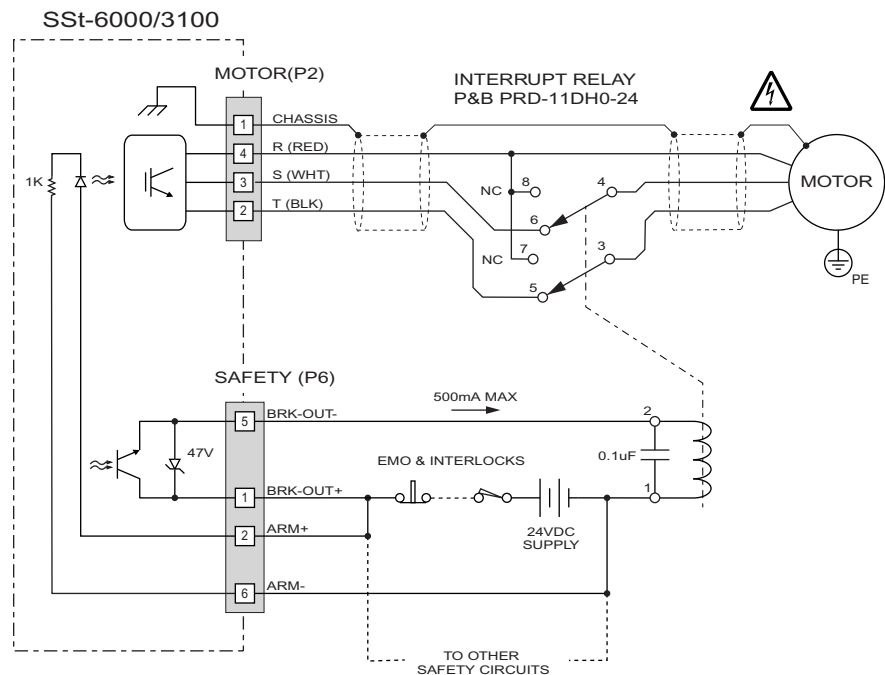 SSt-6000/3100
MOTOR(P2)
INTERRUPT RELAY
P&B PRD-11DH0-24
1 CHASSIS
4 R (RED)
3 S (WHT)
2 T (BLK)
1K
NC 8 4
6
NC 7 3
5
MOTOR
PE
SAFETY (P6)
500mA MAX
5 BRK-OUT-
2
47V
0.1uF
EMO & INTERLOCKS
1 BRK-OUT+
1
24VDC
SUPPLY
2 ARM+
6 ARM-
TO OTHER
SAFETY CIRCUITS